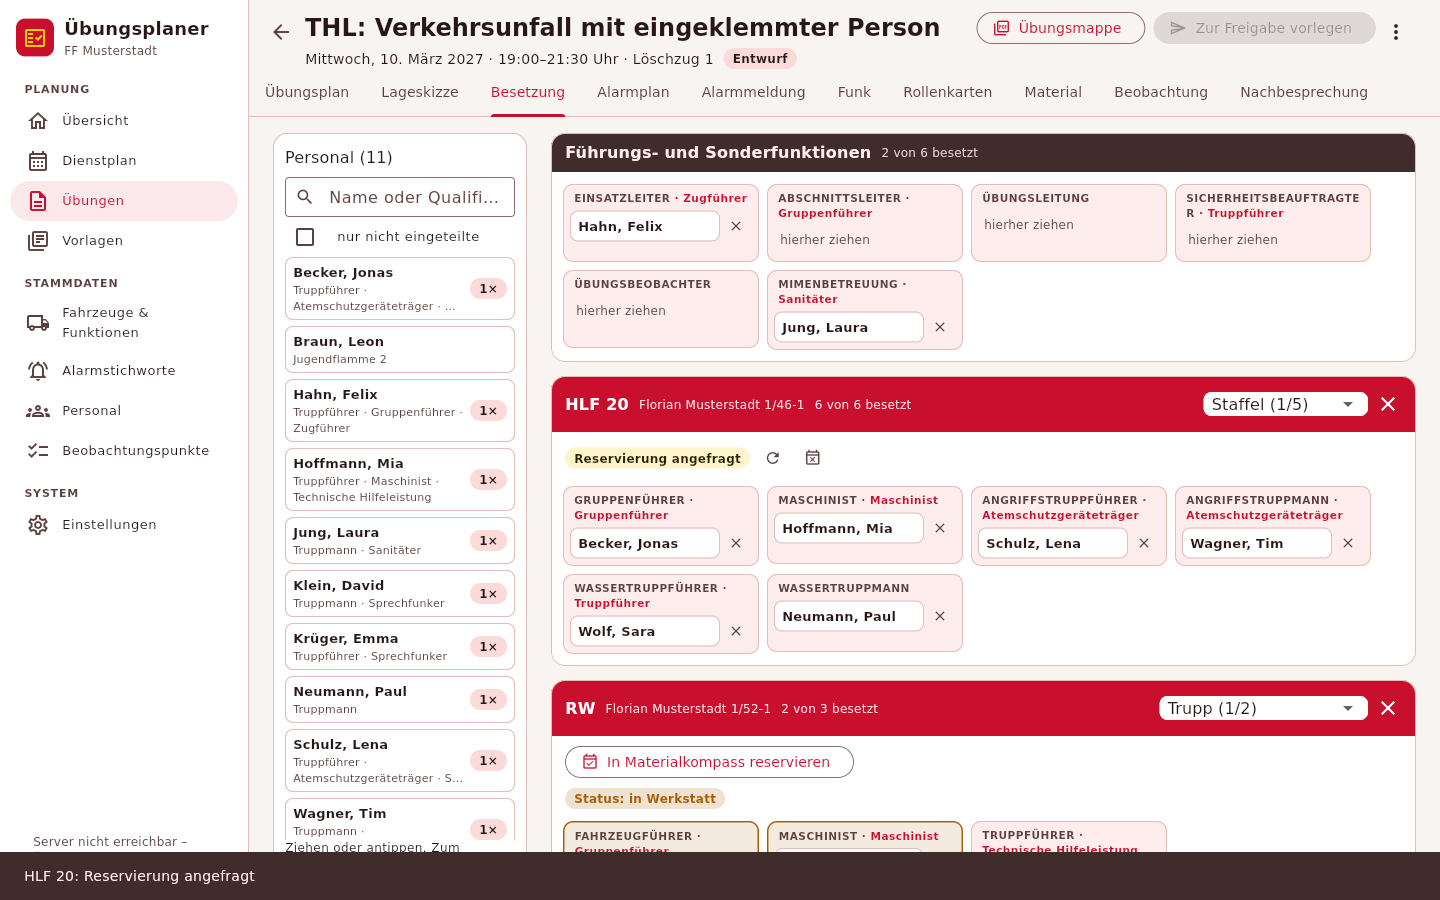 Übungsplaner
FF Musterstadt
PLANUNG
Übersicht
Dienstplan
Übungen
Vorlagen
STAMMDATEN
Fahrzeuge &
Funktionen
Alarmstichworte
Personal
Beobachtungspunkte
SYSTEM
Einstellungen
Server nicht erreichbar –
THL: Verkehrsunfall mit eingeklemmter Person
Übungsmappe
Zur Freigabe vorlegen
Mittwoch, 10. März 2027 · 19:00–21:30 Uhr · Löschzug 1 Entwurf
Übungsplan Lageskizze Besetzung Alarmplan Alarmmeldung Funk Rollenkarten Material Beobachtung Nachbesprechung
Personal (11)
Name oder Qualifi...
nur nicht eingeteilte
Becker, Jonas
Truppführer ·
Atemschutzgeräteträger · ...
1×
Braun, Leon
Jugendflamme 2
Hahn, Felix
Truppführer · Gruppenführer ·
Zugführer
1×
Hoffmann, Mia
Truppführer · Maschinist ·
Technische Hilfeleistung
1×
Jung, Laura
Truppmann · Sanitäter
1×
Klein, David
Truppmann · Sprechfunker
1×
Krüger, Emma
Truppführer · Sprechfunker
1×
Neumann, Paul
Truppmann
1×
Schulz, Lena
Truppführer ·
Atemschutzgeräteträger · S...
1×
Wagner, Tim
Truppmann ·
1×
Ziehen oder antippen. Zum
Führungs- und Sonderfunktionen 2 von 6 besetzt
EINSATZLEITER · Zugführer
Hahn, Felix
ABSCHNITTSLEITER ·
Gruppenführer
hierher ziehen
ÜBUNGSLEITUNG
hierher ziehen
SICHERHEITSBEAUFTRAGTE
R · Truppführer
hierher ziehen
ÜBUNGSBEOBACHTER
hierher ziehen
MIMENBETREUUNG ·
Sanitäter
Jung, Laura
HLF 20 Florian Musterstadt 1/46-1 6 von 6 besetzt
Staffel (1/5)
Reservierung angefragt
GRUPPENFÜHRER ·
Gruppenführer
Becker, Jonas
MASCHINIST · Maschinist
Hoffmann, Mia
ANGRIFFSTRUPPFÜHRER ·
Atemschutzgeräteträger
Schulz, Lena
ANGRIFFSTRUPPMANN ·
Atemschutzgeräteträger
Wagner, Tim
WASSERTRUPPFÜHRER ·
Truppführer
Wolf, Sara
WASSERTRUPPMANN
Neumann, Paul
RW Florian Musterstadt 1/52-1 2 von 3 besetzt
Trupp (1/2)
In Materialkompass reservieren
Status: in Werkstatt
FAHRZEUGFÜHRER ·
Gruppenführer
MASCHINIST · Maschinist
TRUPPFÜHRER ·
Technische Hilfeleistung
HLF 20: Reservierung angefragt